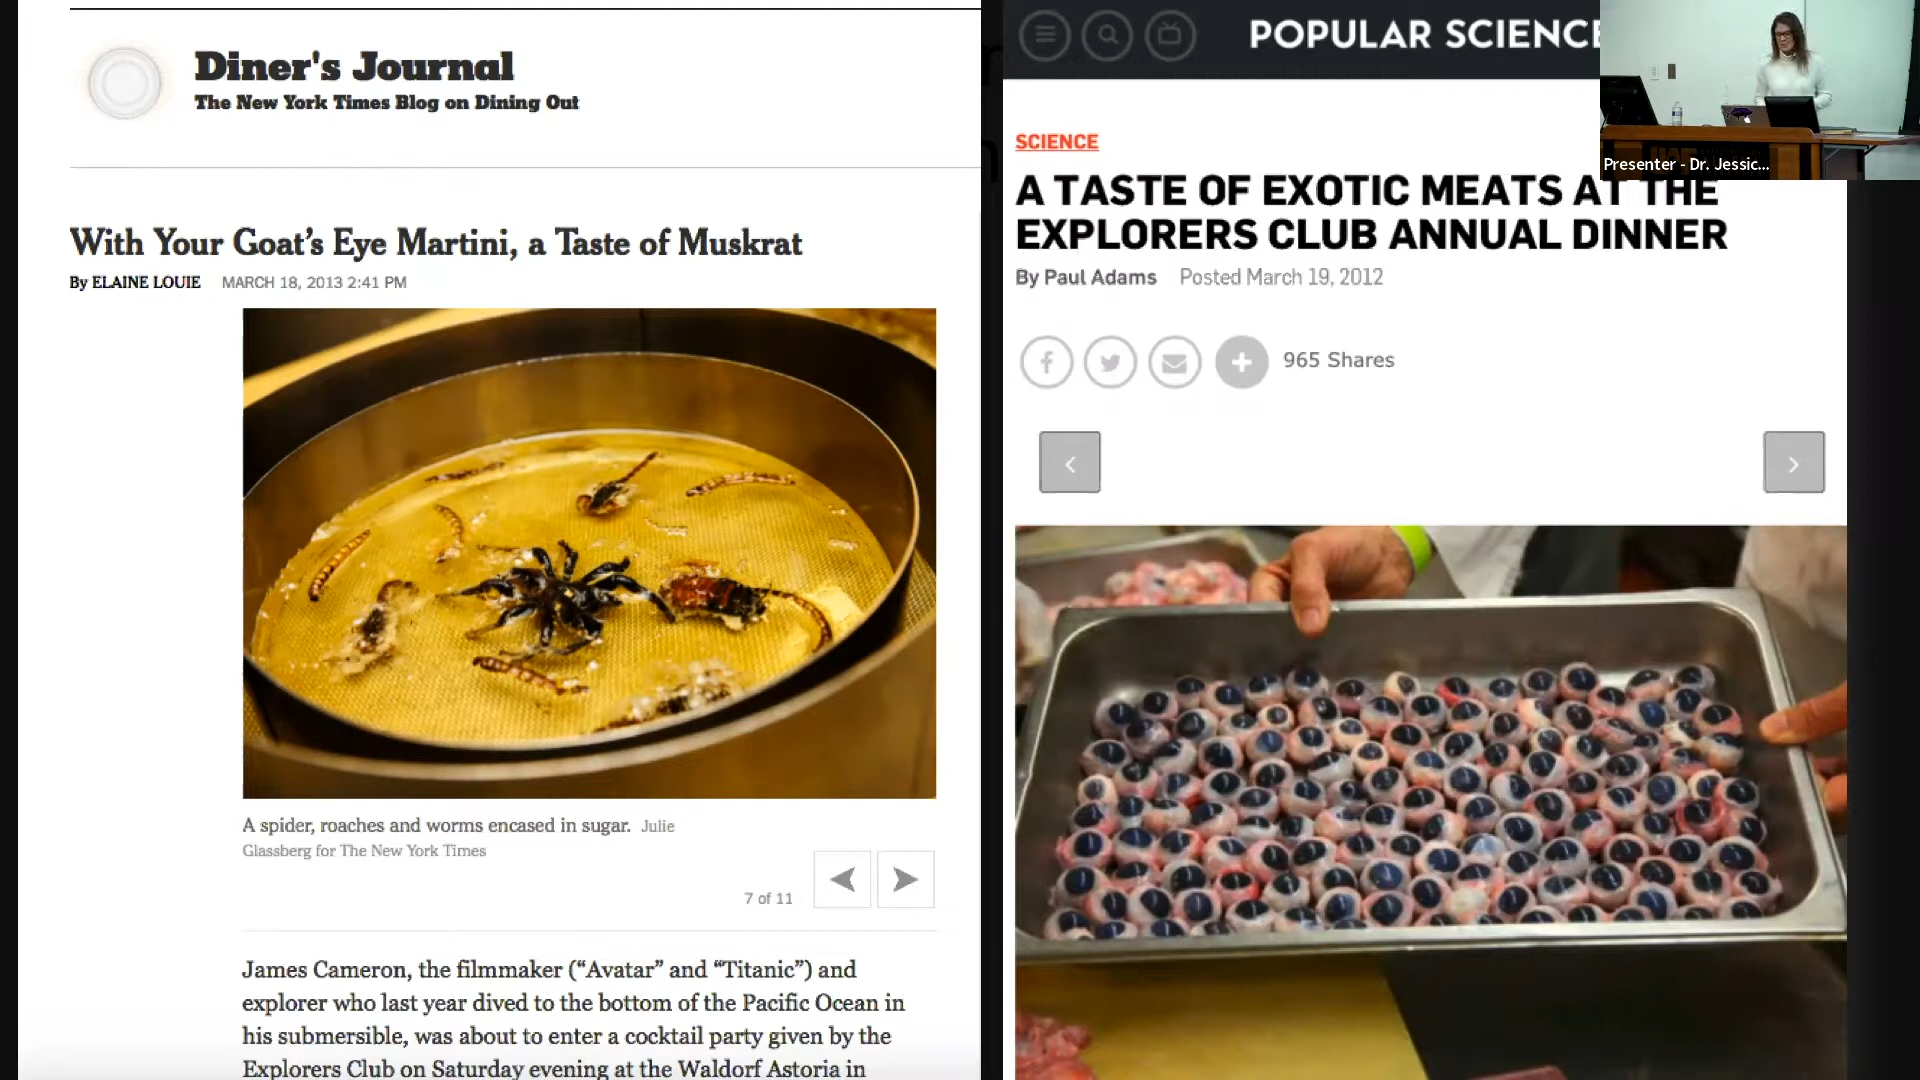 Diner's Journal
The New York Times Blog on Dining Out
With Your Goat’s Eye Martini, a Taste of Muskrat
By ELAINE LOUIE MARCH 18, 2013 2:41 PM
A spider, roaches and worms encased in sugar. Julie
Glassberg for The New York Times
7 of 11
James Cameron, the filmmaker (“Avatar” and “Titanic”) and
explorer who last year dived to the bottom of the Pacific Ocean in
his submersible, was about to enter a cocktail party given by the
Explorers Club on Saturday evening at the Waldorf Astoria in
POPULAR SCIENCE
SCIENCE
A TASTE OF EXOTIC MEATS AT THE
EXPLORERS CLUB ANNUAL DINNER
By Paul Adams Posted March 19, 2012
965 Shares
Presenter - Dr. Jessic...